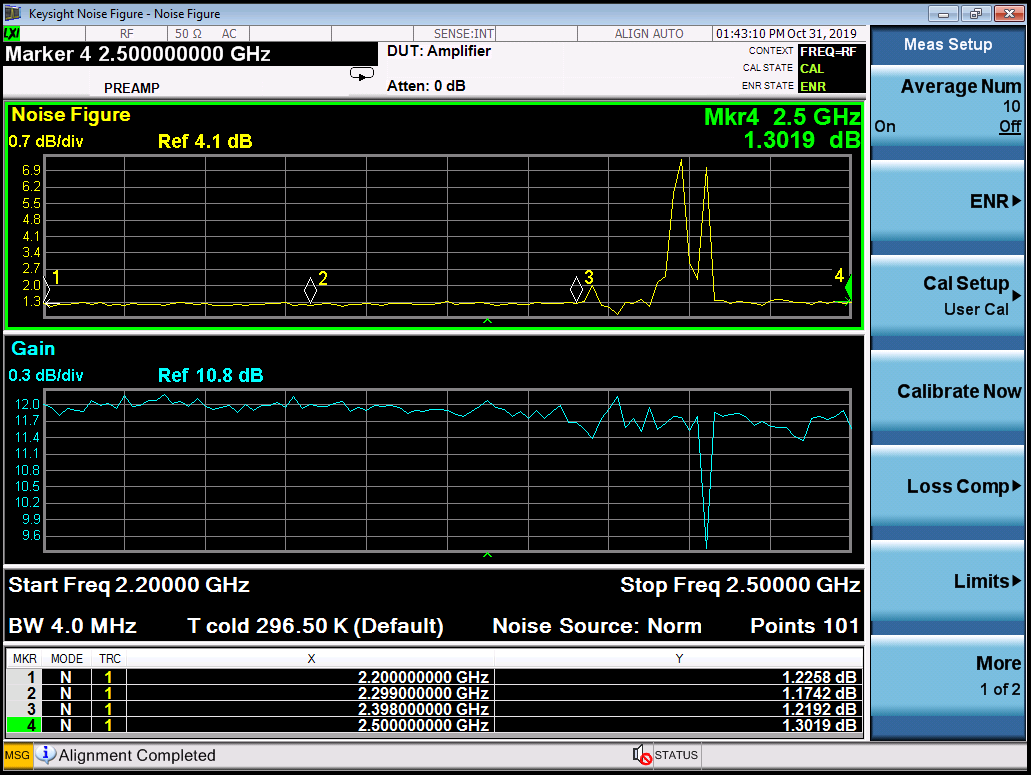 Keysight Noise Figure - Noise Figure
LXI RF 50 Ω AC SENSE:INT ALIGN AUTO 01:43:10 PM Oct 31, 2019
Marker 4 2.500000000 GHz
PREAMP
DUT: Amplifier
Atten: 0 dB
CONTEXT FREQ=RF
CAL STATE CAL
ENR STATE ENR
Noise Figure
Mkr4 2.5 GHz
0.7 dB/div Ref 4.1 dB
1.3019 dB
6.9
6.2
5.5
4.8
4.1
3.4
2.7
2.0
1.3
1 2 3 4
Gain
0.3 dB/div Ref 10.8 dB
12.0
11.7
11.4
11.1
10.8
10.5
10.2
9.9
9.6
Start Freq 2.20000 GHz Stop Freq 2.50000 GHz
BW 4.0 MHz T cold 296.50 K (Default) Noise Source: Norm Points 101
MKR MODE TRC X Y
1 N 1 2.200000000 GHz 1.2258 dB
2 N 1 2.299000000 GHz 1.1742 dB
3 N 1 2.398000000 GHz 1.2192 dB
4 N 1 2.500000000 GHz 1.3019 dB
MSG Alignment Completed STATUS
Meas Setup
Average Num
10
On Off
ENR
Cal Setup
User Cal
Calibrate Now
Loss Comp
Limits
More
1 of 2